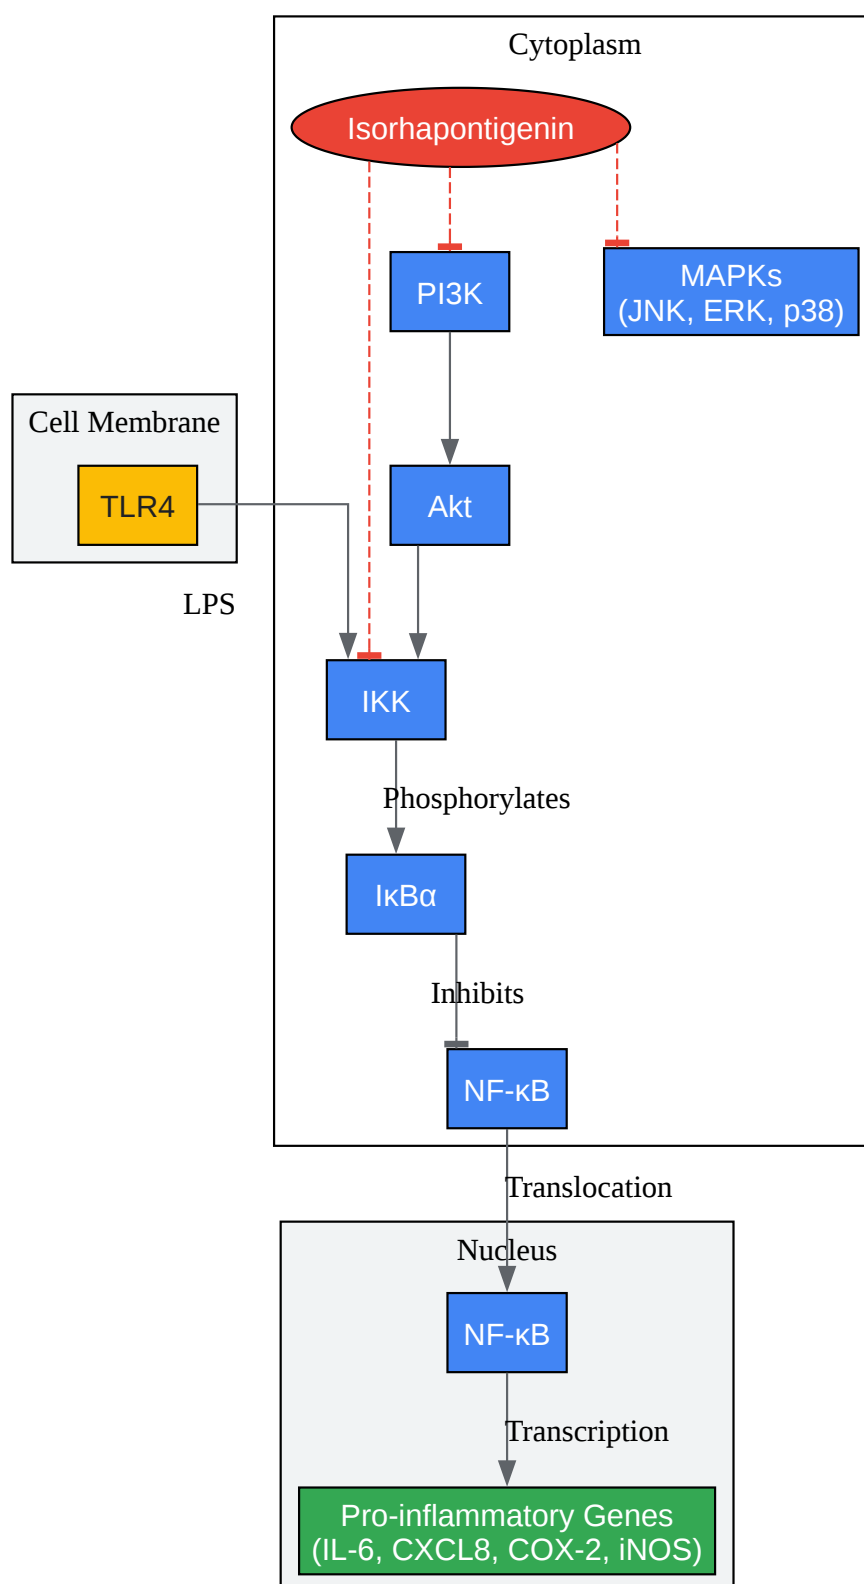 Cytoplasm
Isorhapontigenin
PI3K
MAPKs
(JNK, ERK, p38)
Cell Membrane
TLR4
Akt
LPS
IKK
Phosphorylates
IκBα
Inhibits
NF-κB
Translocation
Nucleus
NF-κB
Transcription
Pro-inflammatory Genes
(IL-6, CXCL8, COX-2, iNOS)